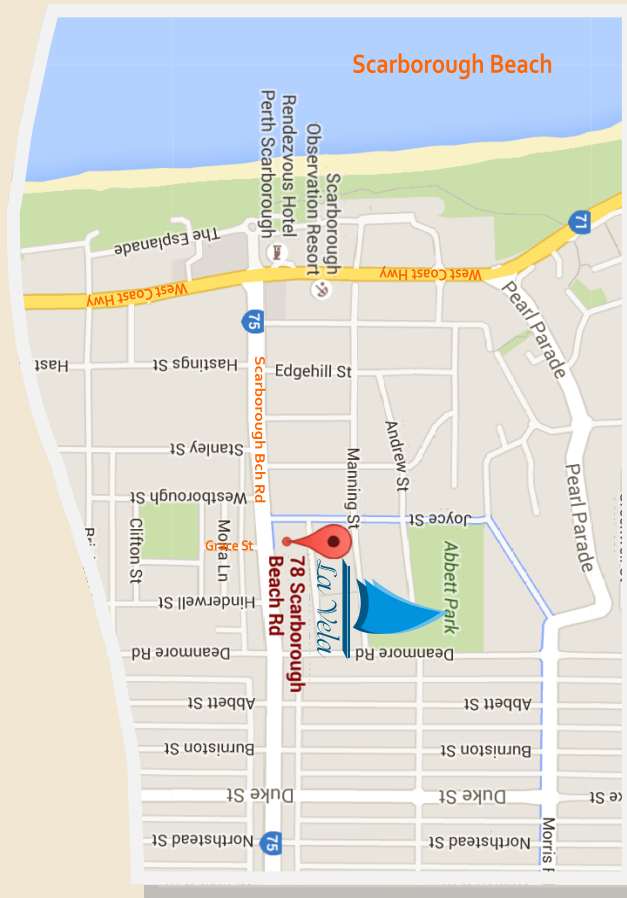 Scarborough Beach
71
Rendezvous Hotel
Perth Scarborough
Scarborough
Observation Resort
The Esplanade
West Coast Hwy
West Coast Hwy
Pearl Parade
75
Hast
Hastings St
Edgehill St
Scarborough Bch Rd
Andrew St
Manning St
Stanley St
Westborough St
Joyce St
Pearl Parade
Clifton St
Grace St
78 Scarborough
Beach Rd
La Vela
Abbett Park
Hinderwell St
Deanmore Rd
Deanmore Rd
Abbett St
Abbett St
Burniston St
Burniston St
Duke St
Duke St
Northstead St
75
Northstead St
Morris